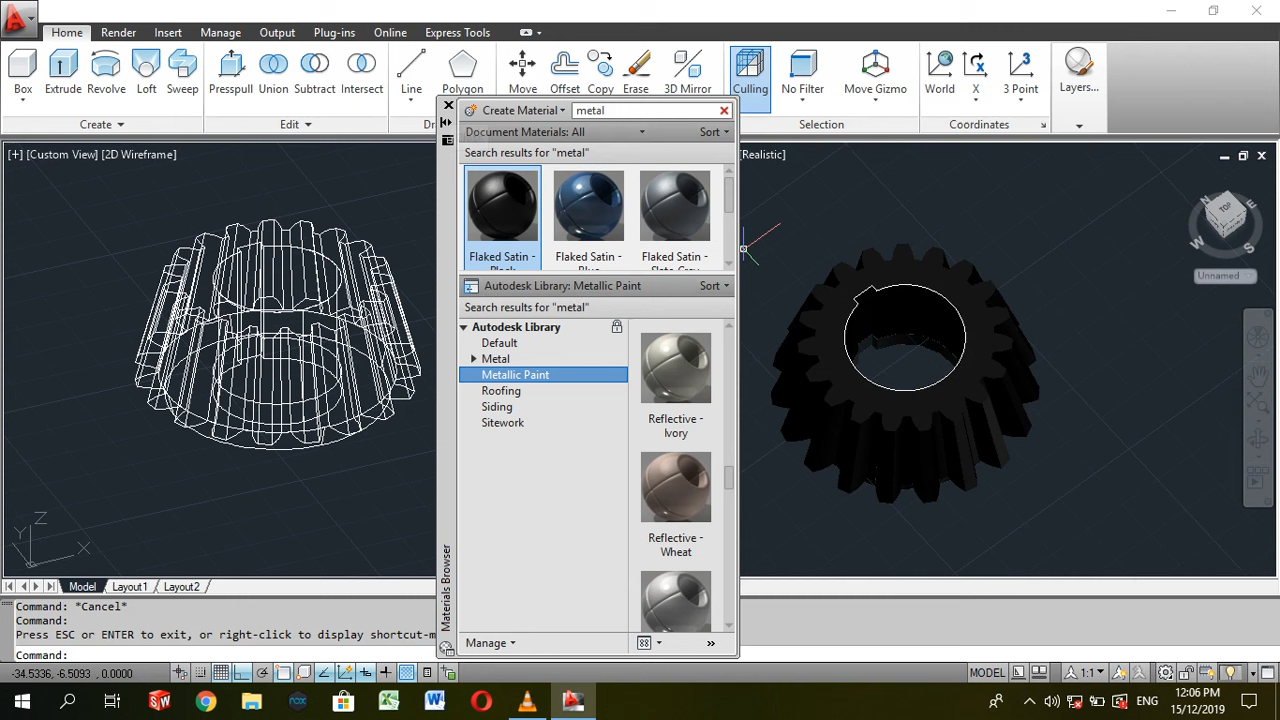 Home Render Insert Manage Output Plug-ins Online Express Tools
Box Extrude Revolve Loft Sweep Presspull Union Subtract Intersect Line Polygon Move Offset Copy Erase 3D Mirror Culling No Filter Move Gizmo World X 3 Point Layers...
Create Edit Selection Coordinates
Create Material metal
Document Materials: All Sort
Search results for "metal"
[+] [Custom View] [2D Wireframe]
Realistic]
Flaked Satin - Black
Flaked Satin - Blue
Flaked Satin - Slate Gray
Autodesk Library: Metallic Paint Sort
Search results for "metal"
Autodesk Library
Default
Metal
Metallic Paint
Roofing
Siding
Sitework
Reflective -
Ivory
Reflective -
Wheat
Manage »
Materials Browser
N E W S TOP
Unnamed
Z
Y X
Model Layout1 Layout2
Command: *Cancel*
Command:
Press ESC or ENTER to exit, or right-click to display shortcut-m
Command:
-34.5336, -6.5093, 0.0000 MODEL 1:1
SW ENG 12:06 PM
15/12/2019